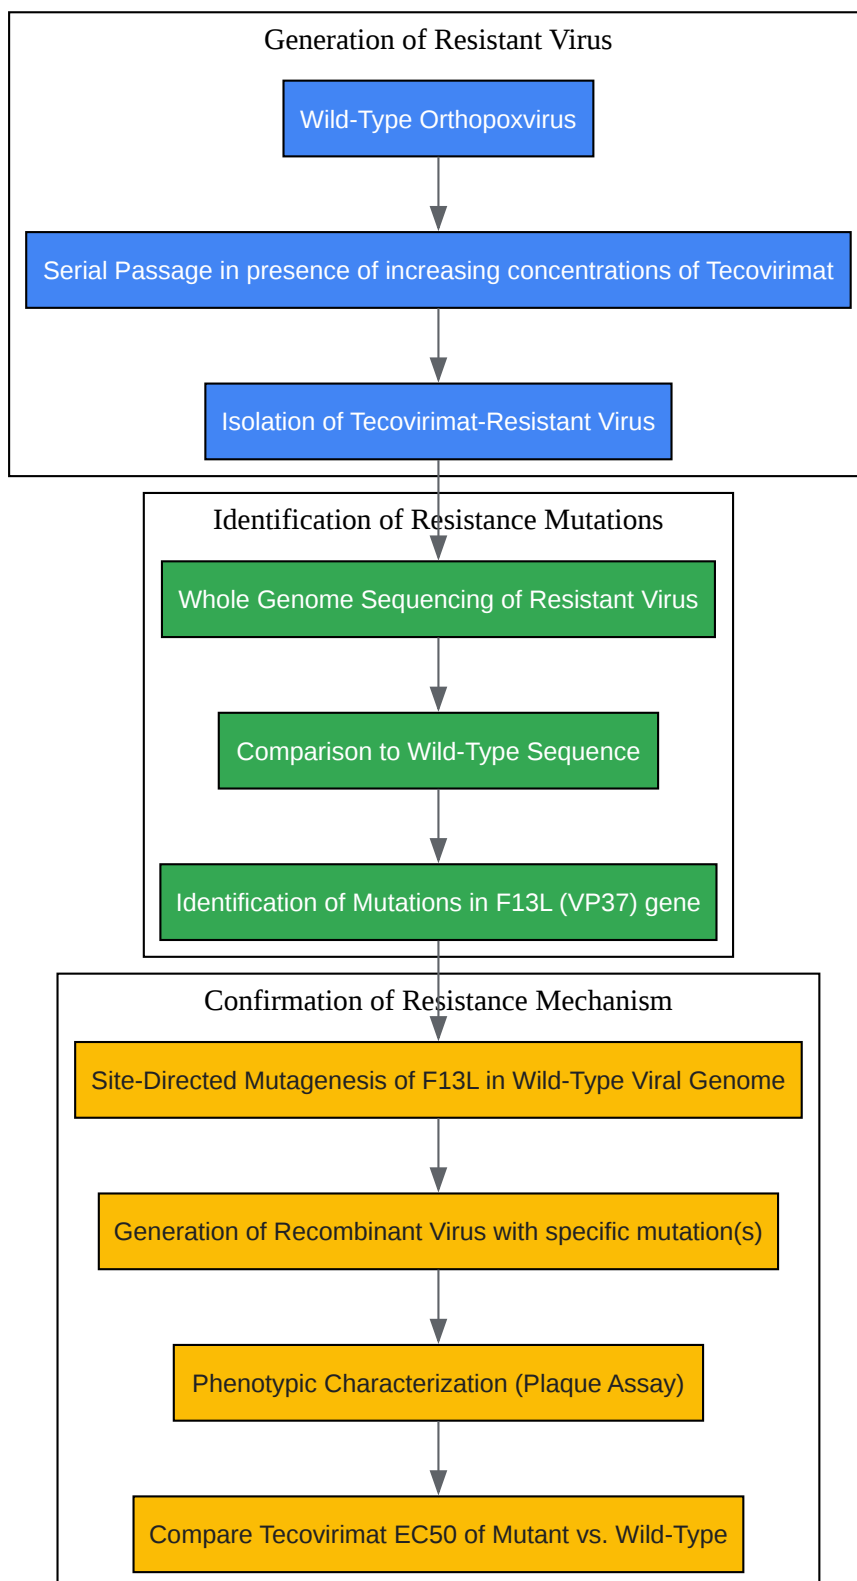 Generation of Resistant Virus
Wild-Type Orthopoxvirus
Serial Passage in presence of increasing concentrations of Tecovirimat
Isolation of Tecovirimat-Resistant Virus
Identification of Resistance Mutations
Whole Genome Sequencing of Resistant Virus
Comparison to Wild-Type Sequence
Identification of Mutations in F13L (VP37) gene
Confirmation of Resistance Mechanism
Site-Directed Mutagenesis of F13L in Wild-Type Viral Genome
Generation of Recombinant Virus with specific mutation(s)
Phenotypic Characterization (Plaque Assay)
Compare Tecovirimat EC50 of Mutant vs. Wild-Type